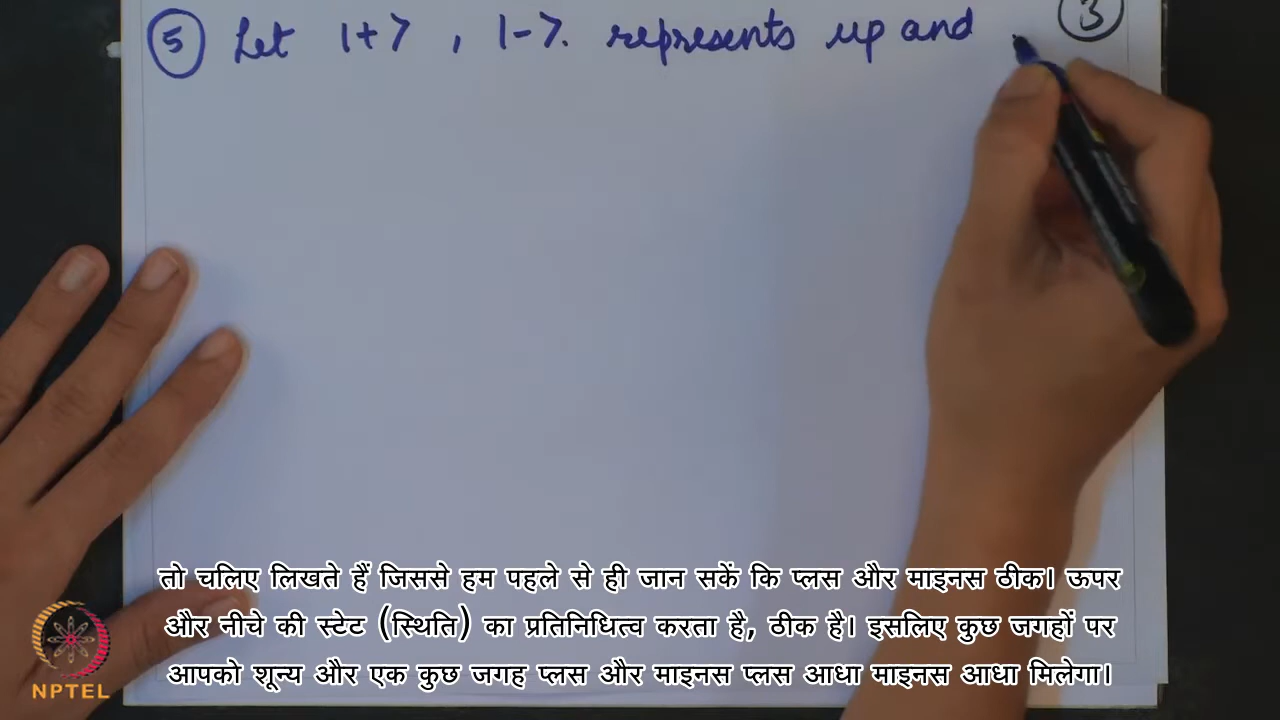 3
5 Let |+>, |-> represents up and
तो चलिए लिखते हैं जिससे हम पहले से ही जान सकें कि प्लस और माइनस ठीक। ऊपर
और नीचे की स्टेट (स्थिति) का प्रतिनिधित्व करता है, ठीक है। इसलिए कुछ जगहों पर
आपको शून्य और एक कुछ जगह प्लस और माइनस प्लस आधा माइनस आधा मिलेगा।
NPTEL